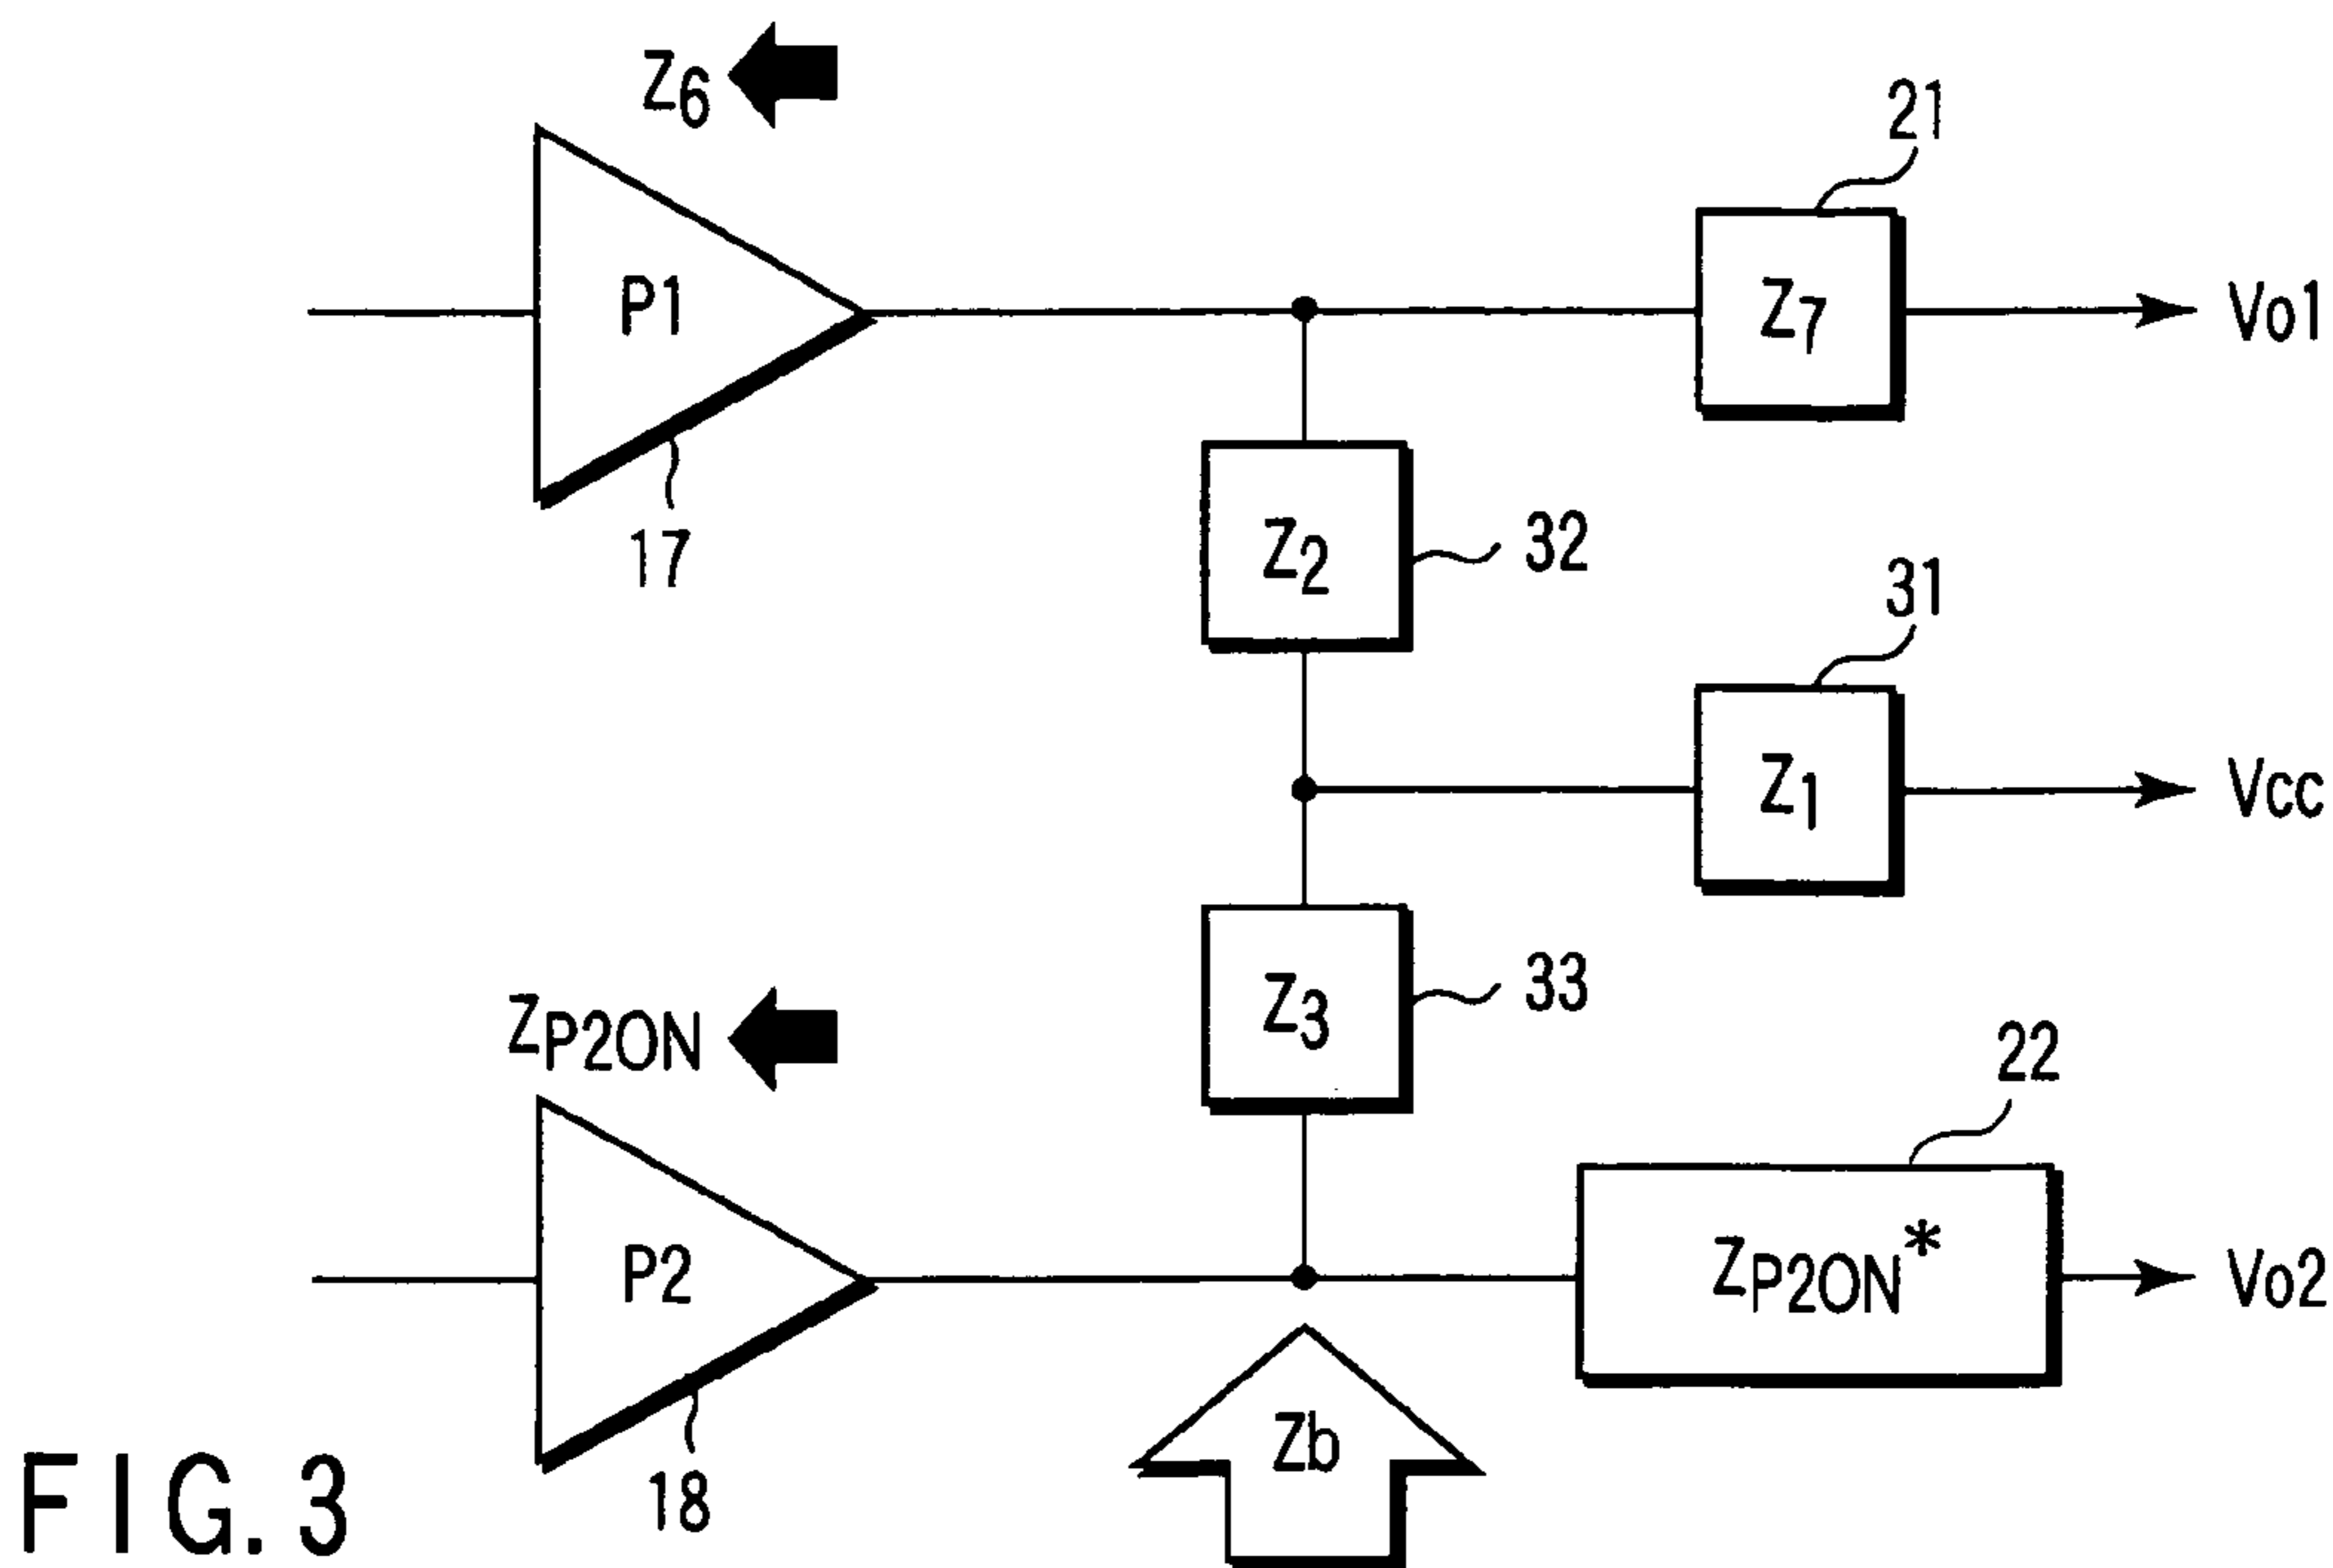 Z6
21
P1
Z7
Vo1
17
Z2
32
31
Z1
Vcc
ZP2ON
Z3
33
22
P2
ZP2ON*
Vo2
18
Zb
FIG. 3